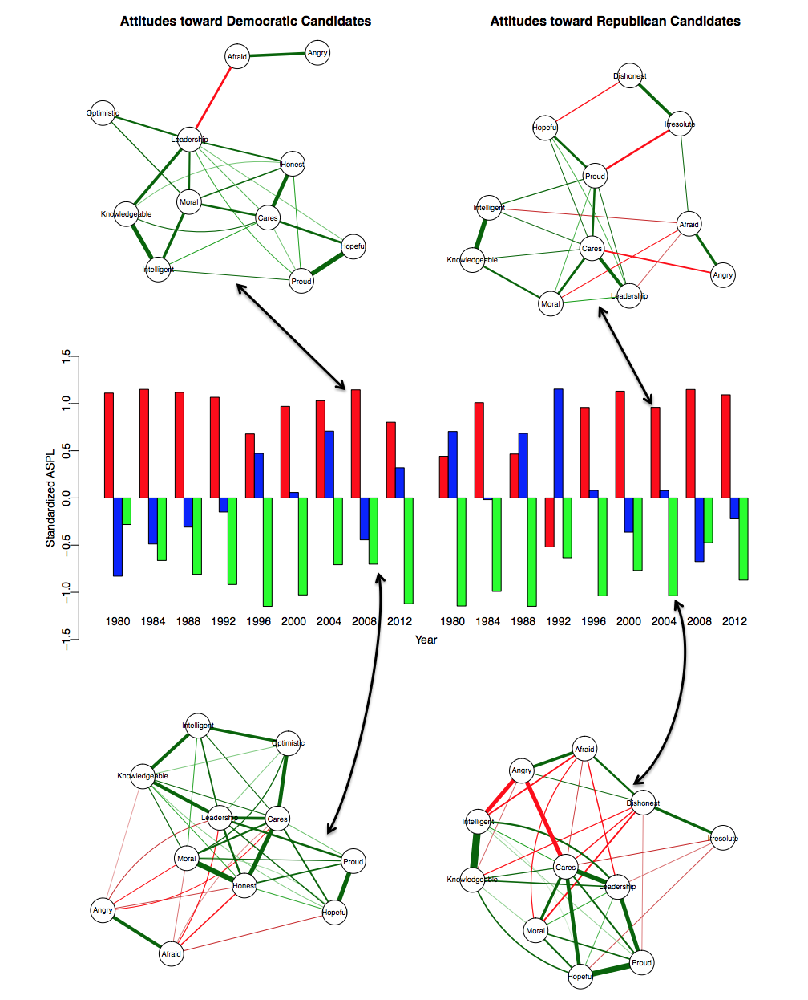 Attitudes toward Democratic Candidates
Attitudes toward Republican Candidates
Afraid
Angry
Optimistic
Leadership
Honest
Moral
Knowledgeable
Cares
Hopefu
Intelligent
Proud
Dishonest
Hopefu
Irresolute
Proud
Intelligent
Afraid
Cares
Knowledgeable
Angry
Moral
Leadership
Standardized ASPL
1.5
1.0
0.5
0.0
−0.5
−1.0
−1.5
1980 1984 1988 1992 1996 2000 2004 2008 2012
1980 1984 1988 1992 1996 2000 2004 2008 2012
Year
Intelligent
Optimistic
Knowledgeable
Leadership
Cares
Moral
Proud
Honest
Angry
Hopefu
Afraid
Afraid
Angry
Dishonest
Intelligent
Irresolute
Cares
Knowledgeable
Leadership
Moral
Proud
Hopefu